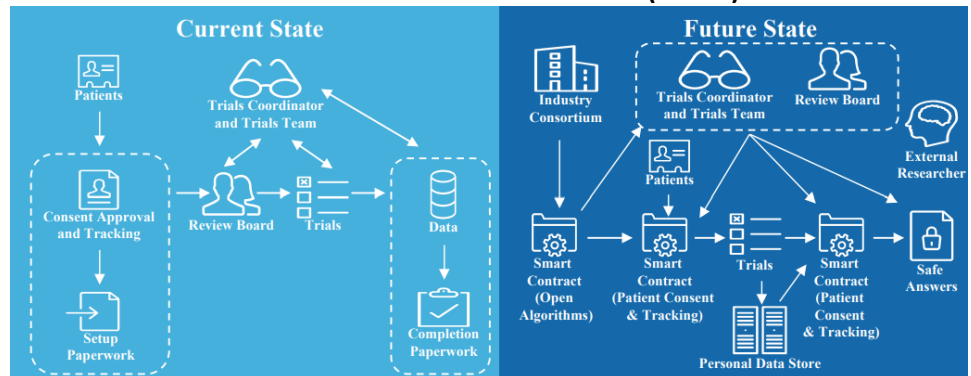 Current State
Patients
Trials Coordinator
and Trials Team
Consent Approval
and Tracking
Review Board
Trials
Data
Setup
Paperwork
Completion
Paperwork
Future State
Industry
Consortium
Trials Coordinator
and Trials Team
Review Board
External
Researcher
Patients
Smart
Contract
(Open
Algorithms)
Smart
Contract
(Patient Consent
& Tracking)
Trials
Smart
Contract
(Patient
Consent
& Tracking)
Safe
Answers
Personal Data Store